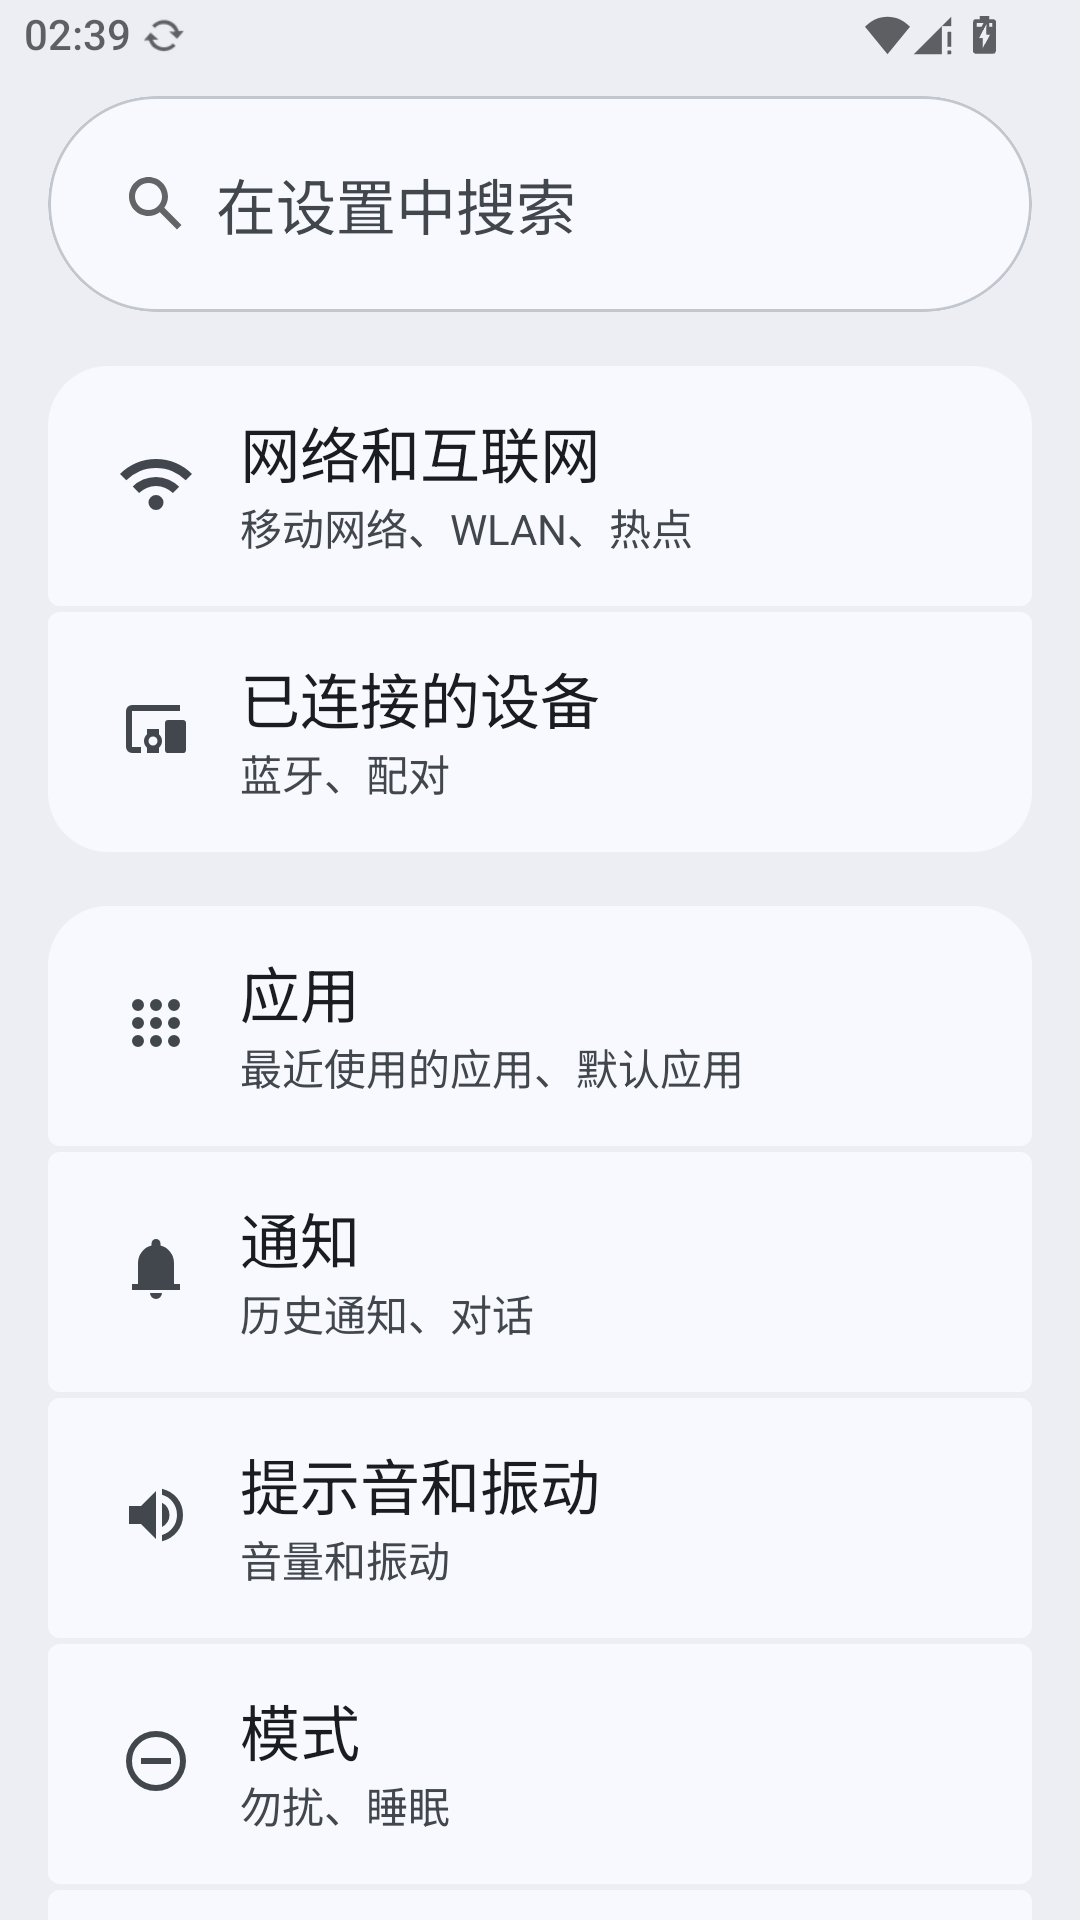 02:39
在设置中搜索
网络和互联网
移动网络、WLAN、热点
已连接的设备
蓝牙、配对
应用
最近使用的应用、默认应用
通知
历史通知、对话
提示音和振动
音量和振动
模式
勿扰、睡眠